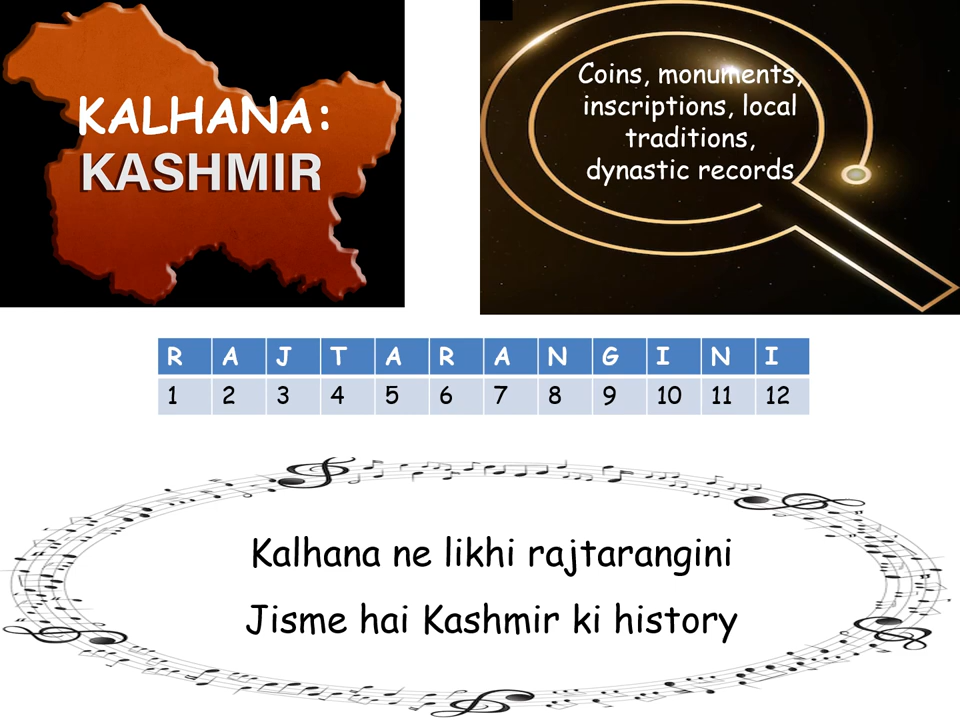 KALHANA:
KASHMIR
Coins, monuments,
inscriptions, local
traditions,
dynastic records
R A J T A R A N G I N I
1 2 3 4 5 6 7 8 9 10 11 12
Kalhana ne likhi rajtarangini
Jisme hai Kashmir ki history